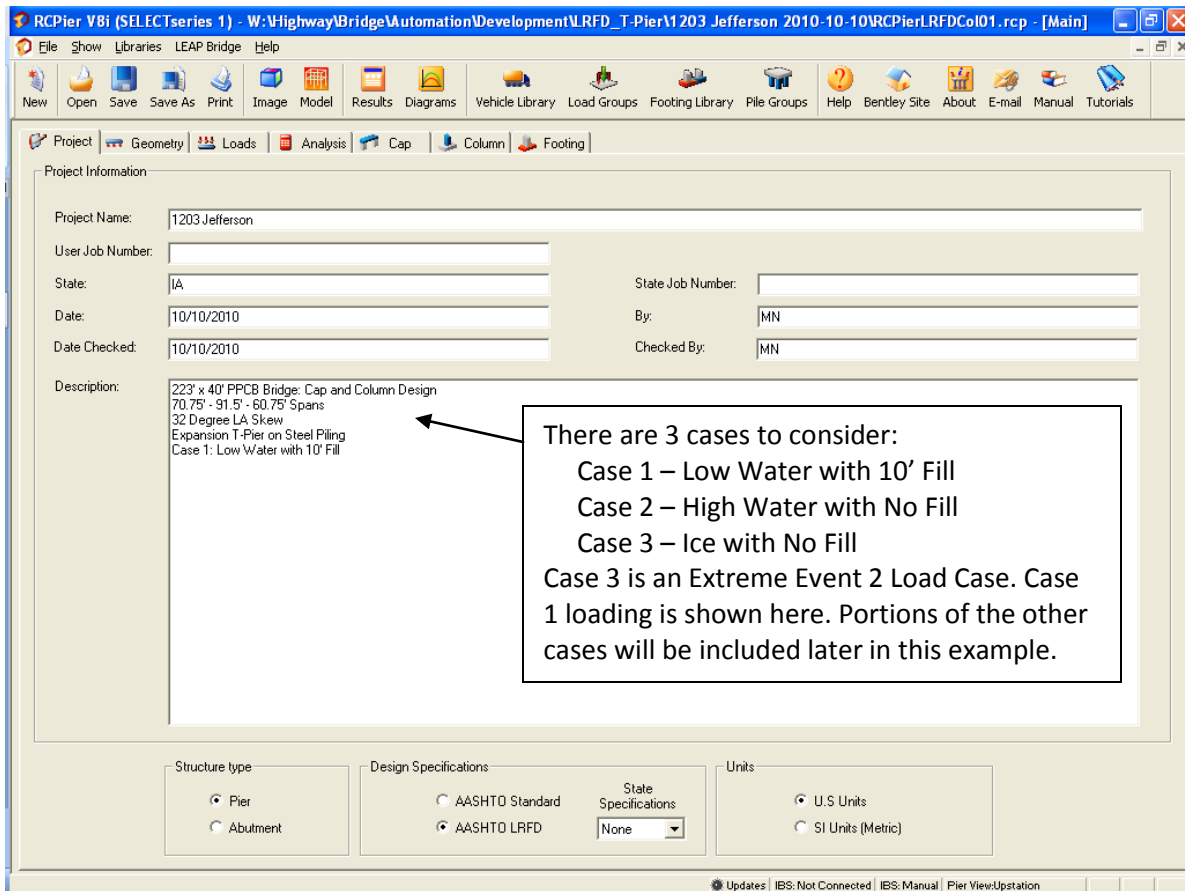 RCPier V8i (SELECTseries 1) - W:\Highway\Bridge\Automation\Development\LRFD_T-Pier\1203 Jefferson 2010-10-10\RCPierLRFDCol01.rcp - [Main]
File Show Libraries LEAP Bridge Help
New Open Save Save As Print Image Model Results Diagrams Vehicle Library Load Groups Footing Library Pile Groups Help Bentley Site About E-mail Manual Tutorials
Project Geometry Loads Analysis Cap Column Footing
Project Information
Project Name: 1203 Jefferson
User Job Number:
State: IA State Job Number:
Date: 10/10/2010 By: MN
Date Checked: 10/10/2010 Checked By: MN
Description: 223' x 40' PPCB Bridge: Cap and Column Design
70.75' - 91.5' - 60.75' Spans
32 Degree LA Skew
Expansion T-Pier on Steel Piling
Case 1: Low Water with 10' Fill
There are 3 cases to consider:
Case 1 – Low Water with 10’ Fill
Case 2 – High Water with No Fill
Case 3 – Ice with No Fill
Case 3 is an Extreme Event 2 Load Case. Case
1 loading is shown here. Portions of the other
cases will be included later in this example.
Structure type Design Specifications Units
Pier AASHTO Standard State Specifications U.S Units
Abutment AASHTO LRFD None SI Units (Metric)
Updates IBS: Not Connected IBS: Manual Pier View:Upstation